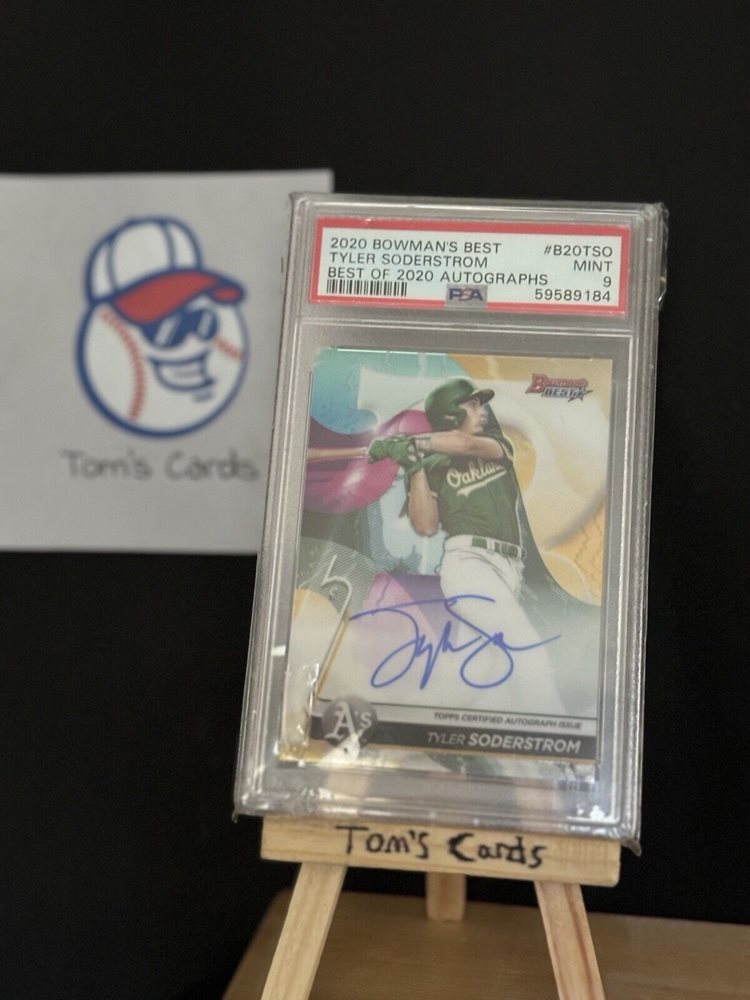 2020 BOWMAN'S BEST #B20TSO
TYLER SODERSTROM MINT
BEST OF 2020 AUTOGRAPHS 9
PSA 59589184
Bowman's
BEST
Oakland
TOPPS CERTIFIED AUTOGRAPH ISSUE
A's
TYLER SODERSTROM
Tom's Cards
Tom's Cards